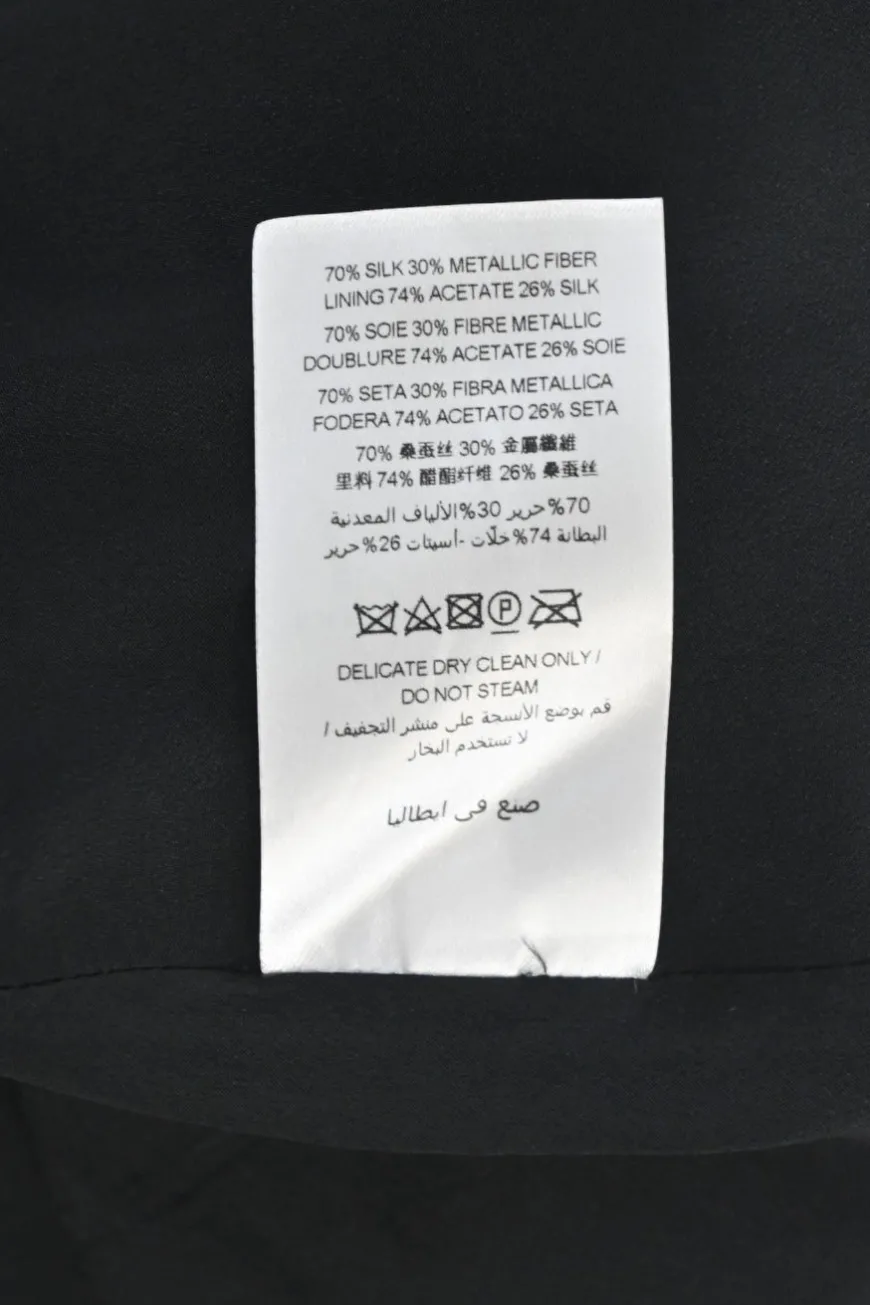 70% SILK 30% METALLIC FIBER
LINING 74% ACETATE 26% SILK
70% SOIE 30% FIBRE METALLIC
DOUBLURE 74% ACETATE 26% SOIE
70% SETA 30% FIBRA METALLICA
FODERA 74% ACETATO 26% SETA
70% 桑蚕丝 30% 金属纖維
里料 74% 醋酯纤维 26% 桑蚕丝
70% حرير 30% الألياف المعدنية
البطانة 74% خلّات -أسيتات 26% حرير
P
DELICATE DRY CLEAN ONLY /
DO NOT STEAM
قم بوضع الأنسجة على منشر التجفيف /
لا تستخدم البخار
صنع في ايطاليا